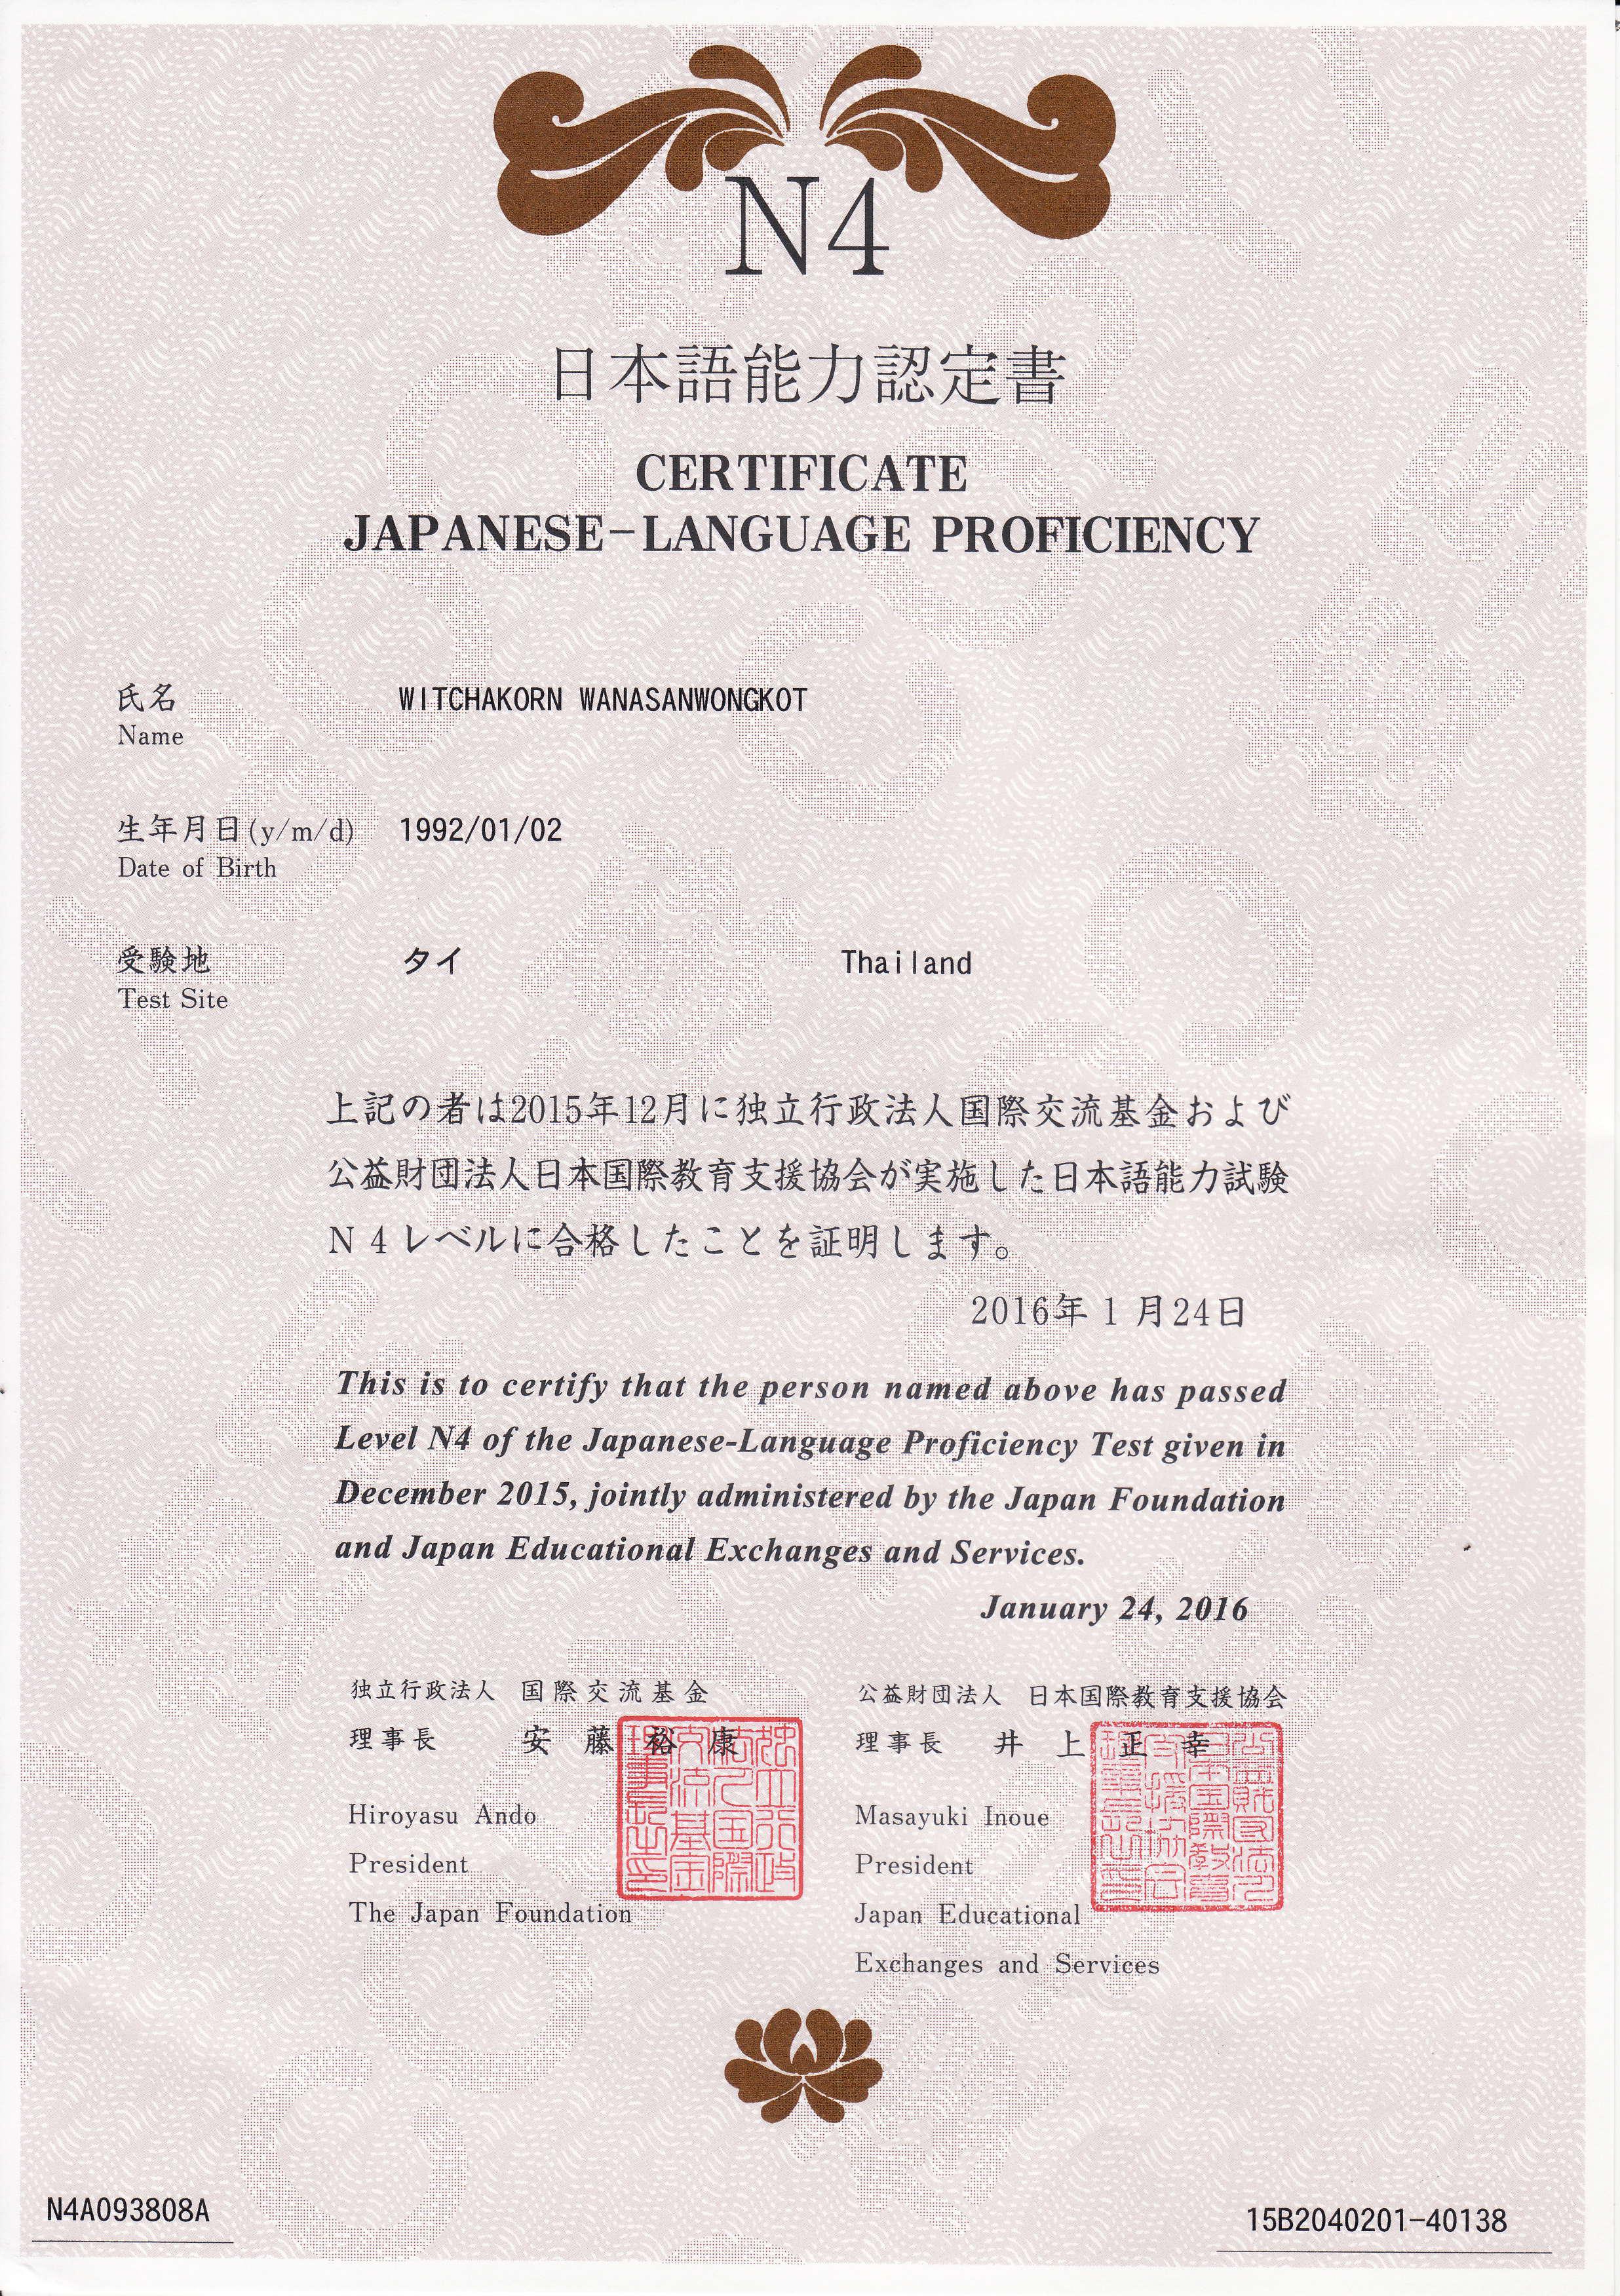 N4
日本語能力認定書
CERTIFICATE
JAPANESE-LANGUAGE PROFICIENCY
氏名 WITCHAKORN WANASANWONGKOT
Name
生年月日(y/m/d) 1992/01/02
Date of Birth
受験地 タイ Thailand
Test Site
上記の者は2015年12月に独立行政法人国際交流基金および
公益財団法人日本国際教育支援協会が実施した日本語能力試験
N4レベルに合格したことを証明します。
2016年1月24日
This is to certify that the person named above has passed
Level N4 of the Japanese-Language Proficiency Test given in
December 2015, jointly administered by the Japan Foundation
and Japan Educational Exchanges and Services.
January 24, 2016
独立行政法人 国際交流基金
理事長 安藤裕康
Hiroyasu Ando
President
The Japan Foundation
公益財団法人 日本国際教育支援協会
理事長 井上正幸
Masayuki Inoue
President
Japan Educational
Exchanges and Services
N4A093808A
15B2040201-40138